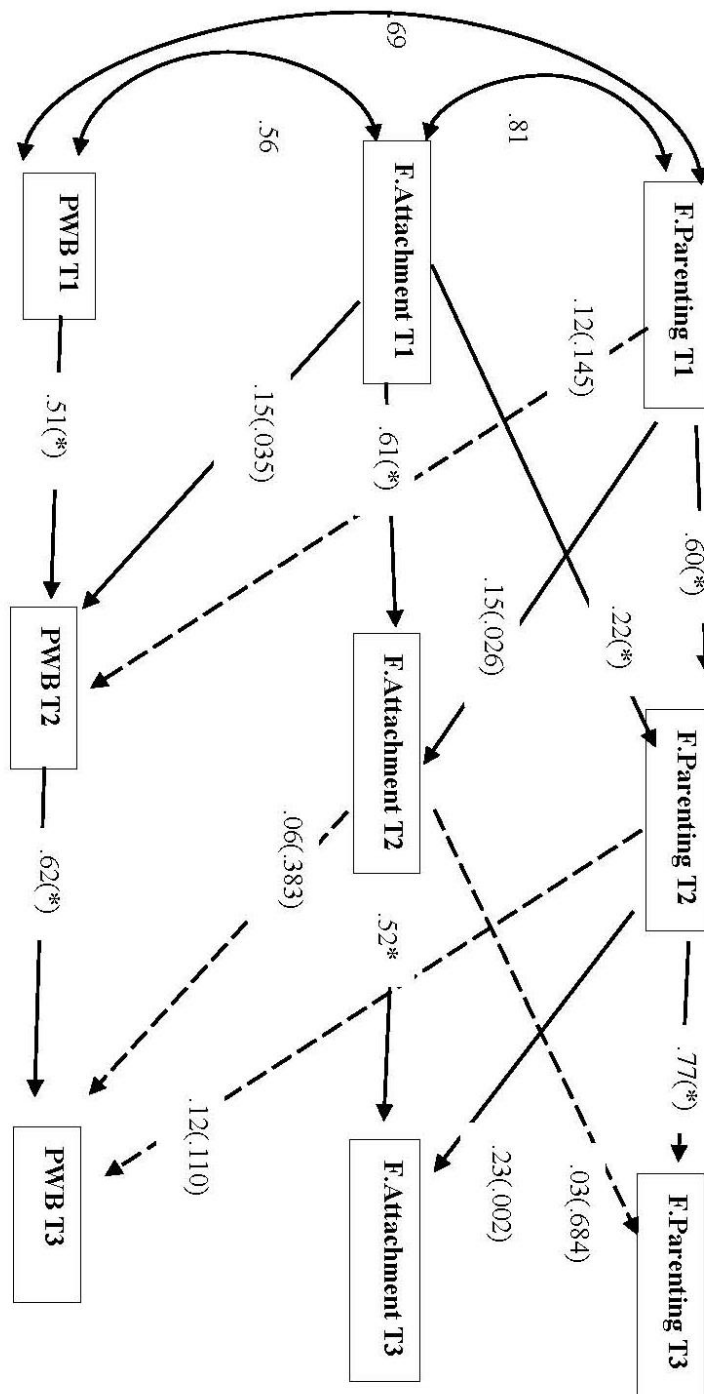 .69
.81
.56
F.Parenting T1
F.Attachment T1
PWB T1
.60(*)
.22(*)
.12(.145)
.15(.026)
.61(*)
.15(.035)
.51(*)
F.Parenting T2
F.Attachment T2
PWB T2
.77(*)
.03(.684)
.23(.002)
.52*
.06(.383)
.12(.110)
.62(*)
F.Parenting T3
F.Attachment T3
PWB T3